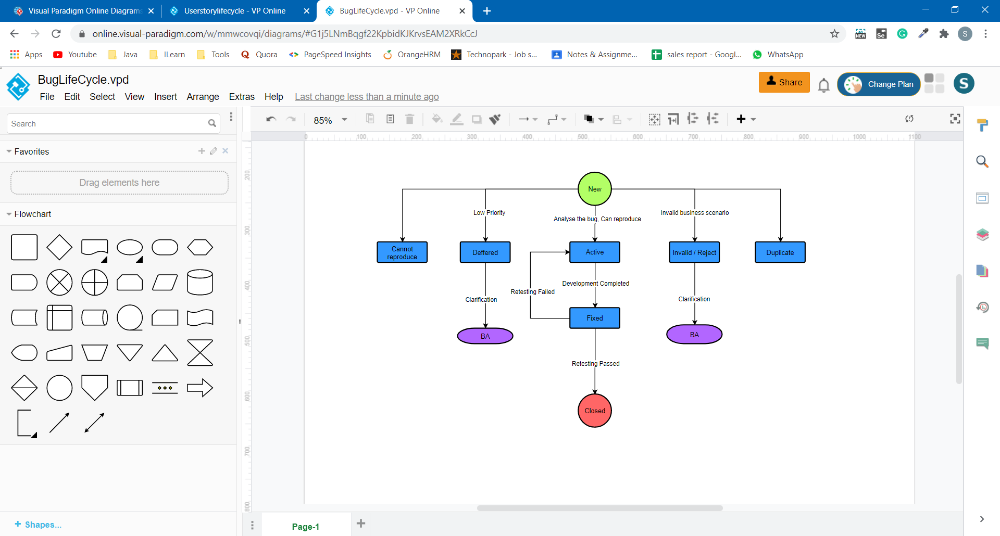 Visual Paradigm Online Diagrams
Userstorylifecycle - VP Online
BugLifeCycle.vpd - VP Online
online.visual-paradigm.com/w/mmwcovqi/diagrams/#G1j5LNmBqgf22KpbidKJKrvsEAM2XRkCcJ
NEW
Se
S
Apps
Youtube
Java
ILearn
Tools
Quora
PageSpeed Insights
OrangeHRM
Technopark - Job s...
Notes & Assignme...
sales report - Googl...
WhatsApp
BugLifeCycle.vpd
Share
Change Plan
S
File Edit Select View Insert Arrange Extras Help Last change less than a minute ago
Search
85%
0 100 200 300 400 500 600 700 800 900 1000 1100
200
300
400
500
600
700
800
Favorites
Drag elements here
Flowchart
New
Low Priority
Analyse the bug, Can reproduce
Invalid business scenario
Cannot
reproduce
Deffered
Active
Invalid / Reject
Duplicate
Development Completed
Retesting Failed
Clarification
Clarification
Fixed
BA
BA
Retesting Passed
Closed
+ Shapes...
Page-1